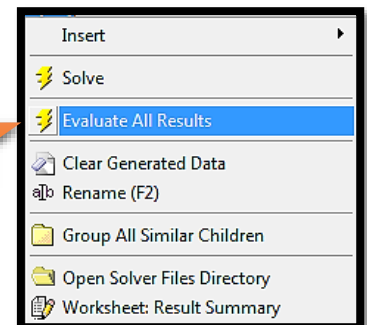 Insert
Solve
Evaluate All Results
Clear Generated Data
Rename (F2)
Group All Similar Children
Open Solver Files Directory
Worksheet: Result Summary